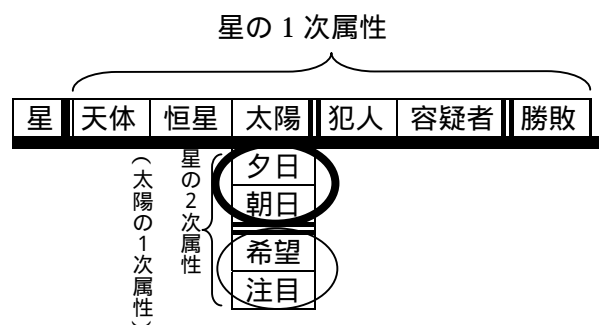 星の 1 次属性
星 天体 恒星 太陽 犯人 容疑者 勝敗
（太陽の1次属性）
星の2次属性
夕日
朝日
希望
注目